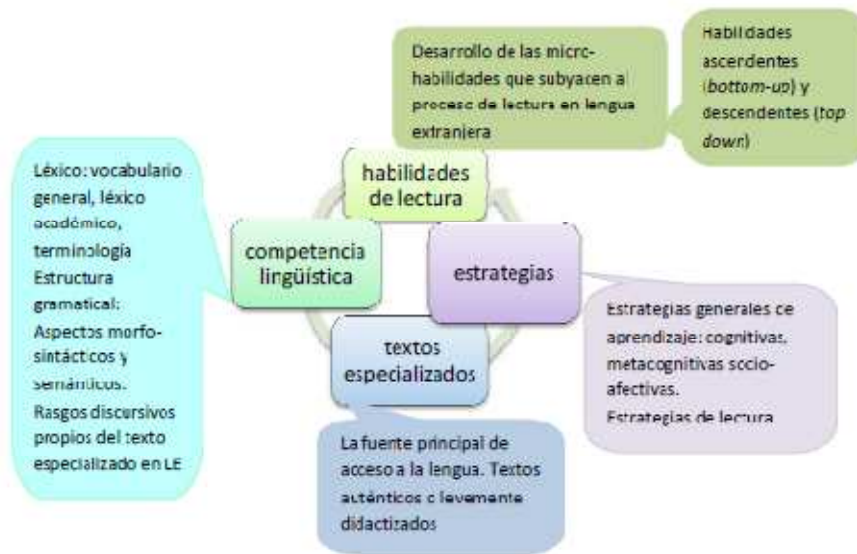 Desarrollo de las micro-
habilidades que subyacen a
proceso de lectura en lengua
extranjera
Habilidades
ascerdentes
(bottom-up) y
descendentes (top
down)
habilidades
de lectura
Léxico: vocabulario
general, léxico
académico,
terminología
Estructura
gramatical:
Aspectos morfo-
sintácticos y
semánticos.
Rasgos discursivos
propios del texto
especializado en LE
competencia
lingüística
estrategias
Estrategias generales de
aprendizaje: cognitivas,
metacognitivas socio-
afectivas.
Estrategias de lectura
textos
especializados
La fuente principal de
acceso a la lengua. Textos
auténticos o levemente
didactizados